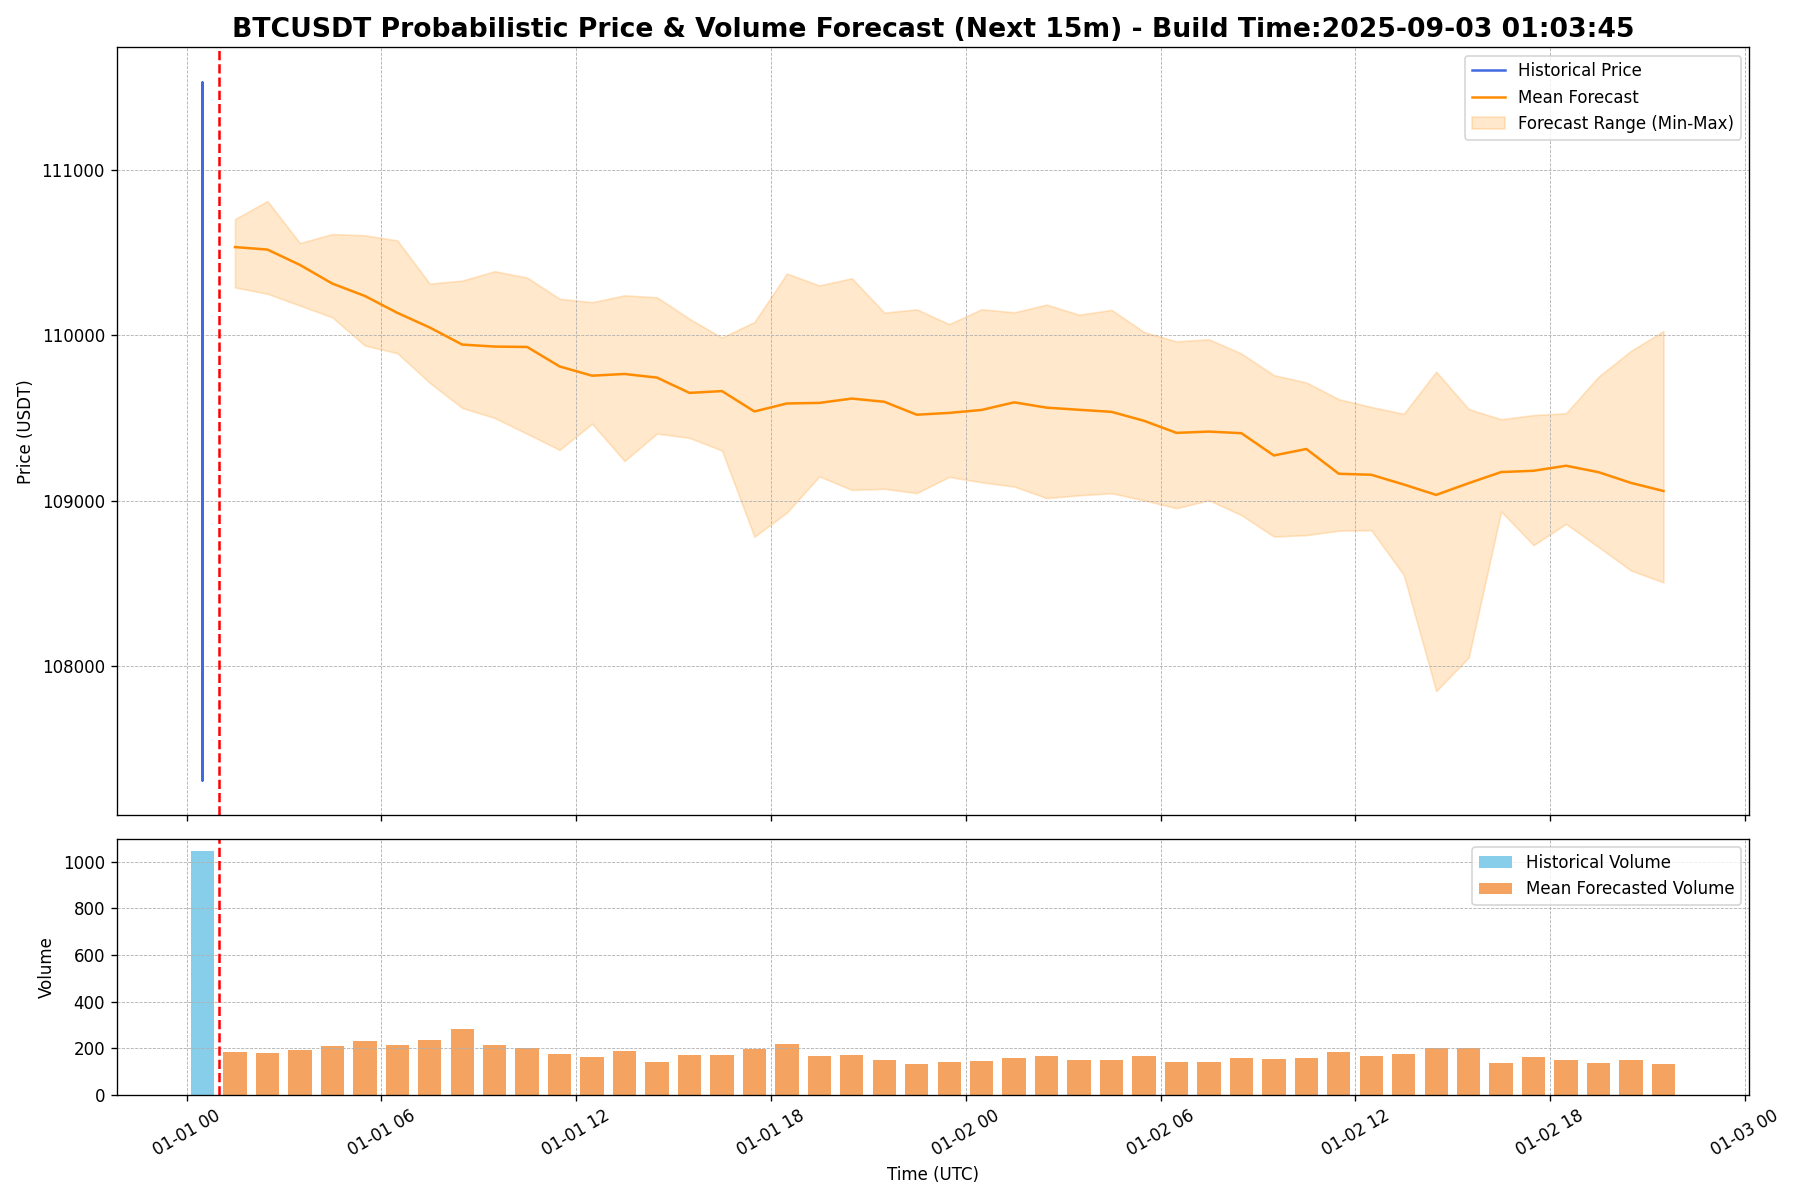 BTCUSDT Probabilistic Price & Volume Forecast (Next 15m) - Build Time:2025-09-03 01:03:45
Historical Price
Mean Forecast
Forecast Range (Min-Max)
111000
110000
109000
108000
Price (USDT)
Historical Volume
Mean Forecasted Volume
1000
800
600
400
200
0
Volume
01-01 00
01-01 06
01-01 12
01-01 18
01-02 00
01-02 06
01-02 12
01-02 18
01-03 00
Time (UTC)